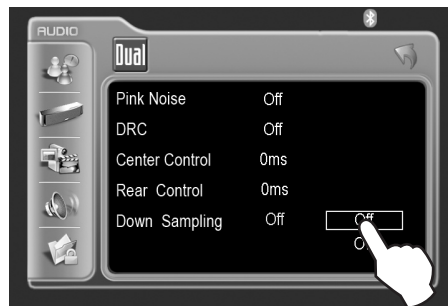 AUDIO
Dual
Pink Noise Off
DRC Off
Center Control 0ms
Rear Control 0ms
Down Sampling Off Off